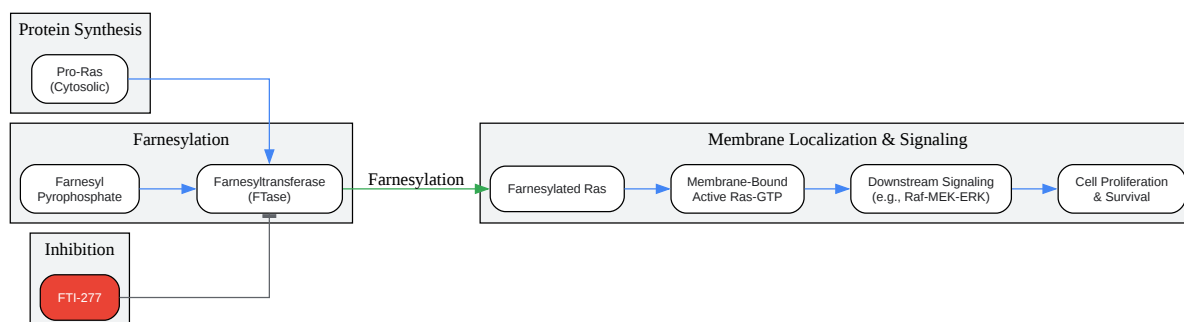 Protein Synthesis
Pro-Ras
(Cytosolic)
Farnesylation
Farnesyl
Pyrophosphate
Farnesyltransferase
(FTase)
Farnesylation
Membrane Localization & Signaling
Farnesylated Ras
Membrane-Bound
Active Ras-GTP
Downstream Signaling
(e.g., Raf-MEK-ERK)
Cell Proliferation
& Survival
Inhibition
FTI-277